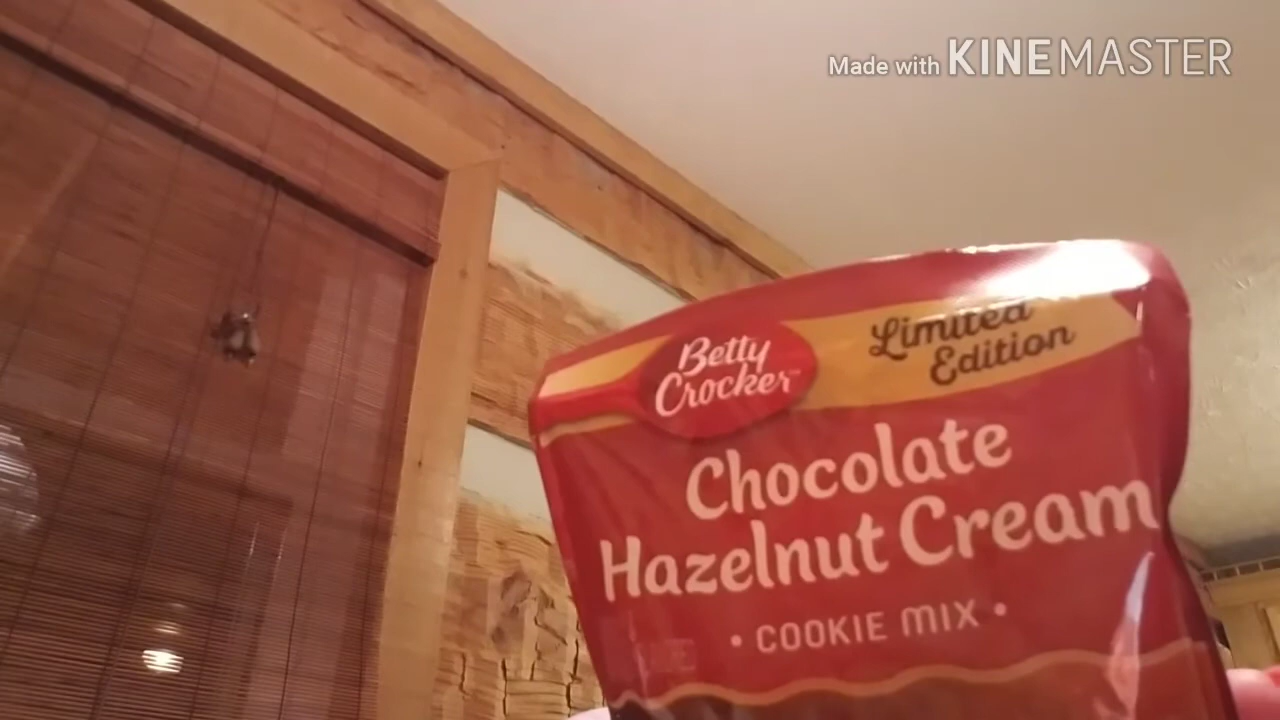 Made with KINEMASTER
Betty
Crocker
Limited
Edition
Chocolate
Hazelnut Cream
• COOKIE MIX •